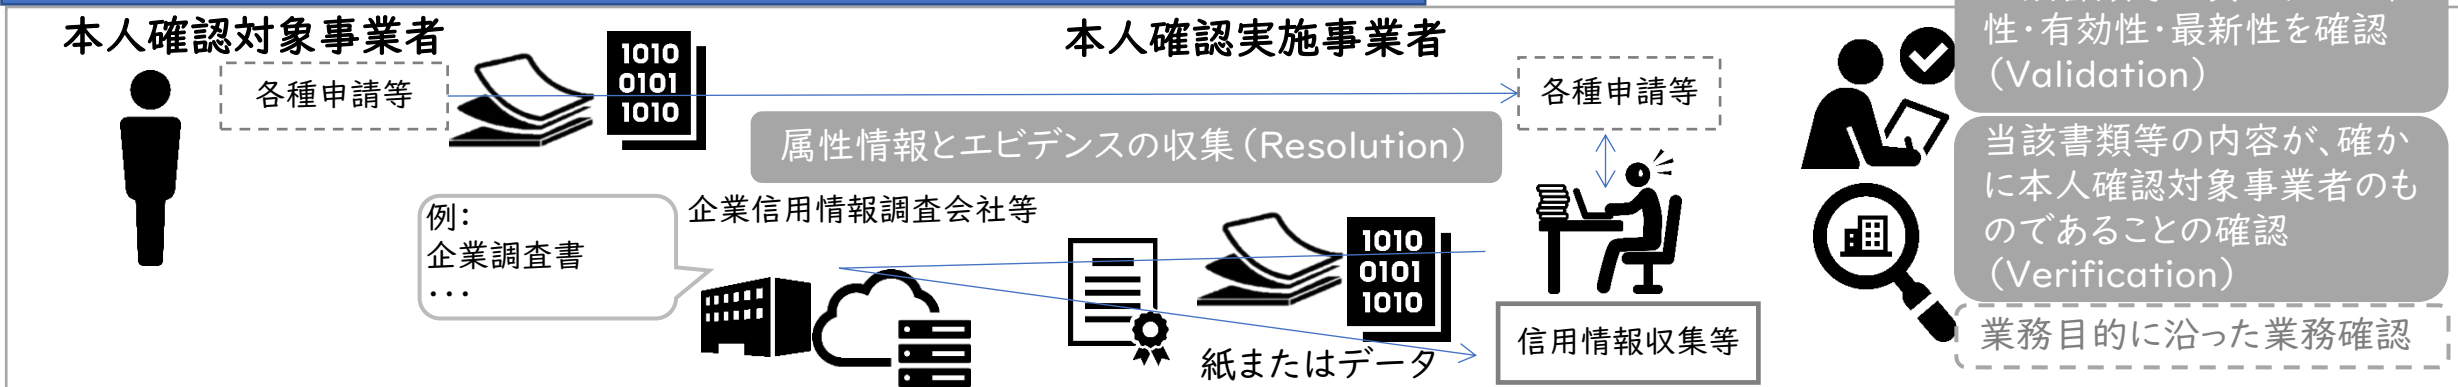 本人確認対象事業者
各種申請等
1010
0101
1010
本人確認実施事業者
各種申請等
属性情報とエビデンスの収集（Resolution）
例：
企業調査書
...
企業信用情報調査会社等
1010
0101
1010
紙またはデータ
信用情報収集等
性・有効性・最新性を確認
（Validation）
当該書類等の内容が、確か
に本人確認対象事業者のも
のであることの確認
（Verification）
業務目的に沿った業務確認